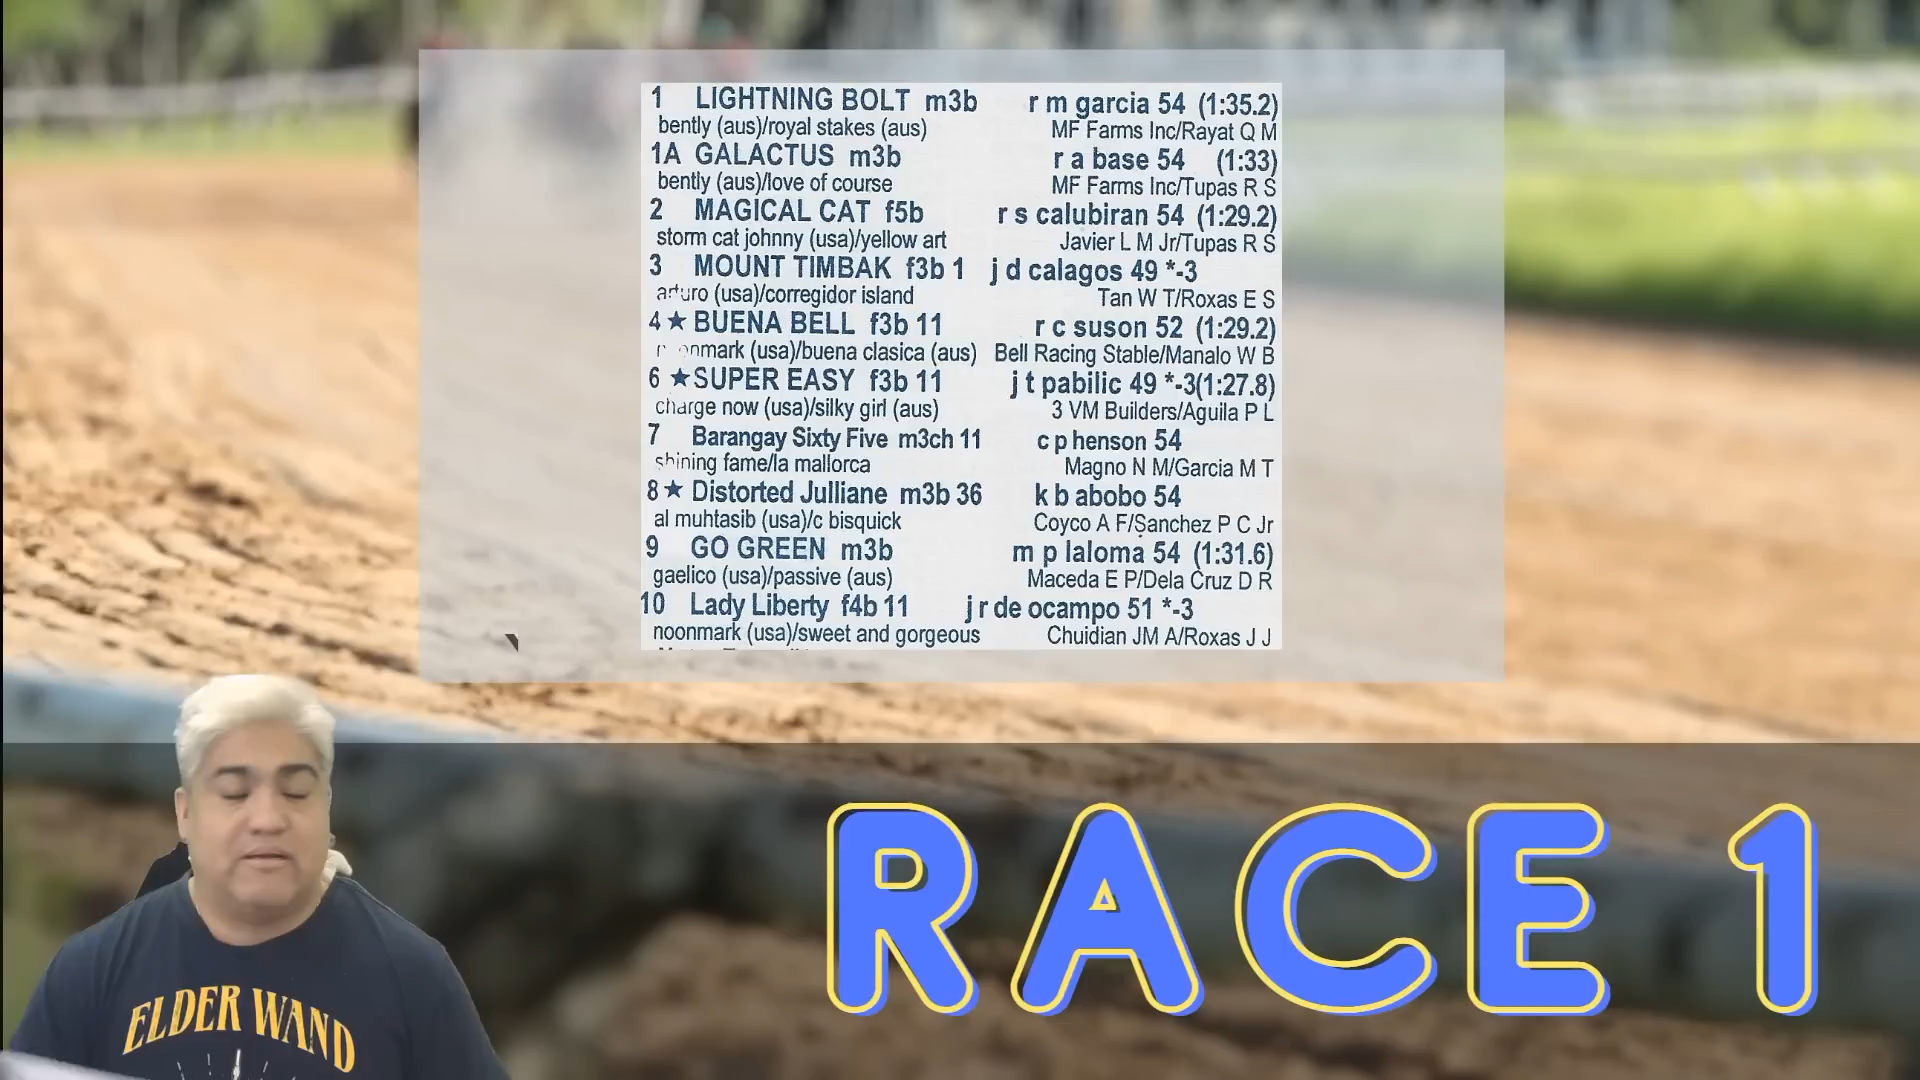 1 LIGHTNING BOLT m3b r m garcia 54 (1:35.2)
bently (aus)/royal stakes (aus) MF Farms Inc/Rayat Q M
1A GALACTUS m3b r a base 54 (1:33)
bently (aus)/love of course MF Farms Inc/Tupas R S
2 MAGICAL CAT f5b r s calubiran 54 (1:29.2)
storm cat johnny (usa)/yellow art Javier L M Jr/Tupas R S
3 MOUNT TIMBAK f3b 1 j d calagos 49 *-3
arturo (usa)/corregidor island Tan W T/Roxas E S
4 ★ BUENA BELL f3b 11 r c suson 52 (1:29.2)
noonmark (usa)/buena clasica (aus) Bell Racing Stable/Manalo W B
6 ★ SUPER EASY f3b 11 j t pabilic 49 *-3(1:27.8)
charge now (usa)/silky girl (aus) 3 VM Builders/Aguila P L
7 Barangay Sixty Five m3ch 11 c p henson 54
shining fame/la mallorca Magno N M/Garcia M T
8 ★ Distorted Julliane m3b 36 k b abobo 54
al muhtasib (usa)/c bisquick Coyco A F/Sanchez P C Jr
9 GO GREEN m3b m p laloma 54 (1:31.6)
gaelico (usa)/passive (aus) Maceda E P/Dela Cruz D R
10 Lady Liberty f4b 11 j r de ocampo 51 *-3
noonmark (usa)/sweet and gorgeous Chuidian JM A/Roxas J J
RACE 1
ELDER WAND